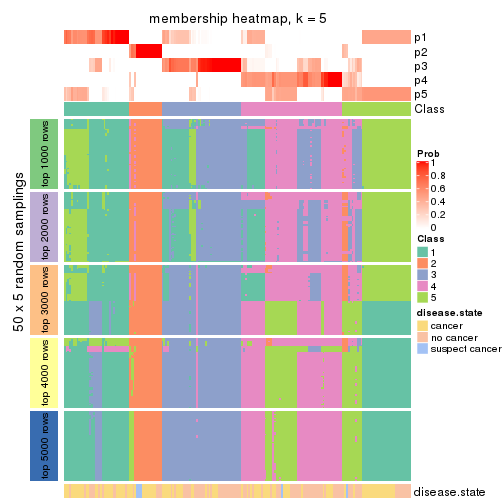 membership heatmap, k = 5
p1
p2
p3
p4
p5
Class
50 x 5 random samplings
top 1000 rows
top 2000 rows
top 3000 rows
top 4000 rows
top 5000 rows
Prob
1
0.8
0.6
0.4
0.2
0
Class
1
2
3
4
5
disease.state
cancer
no cancer
suspect cancer
disease.state